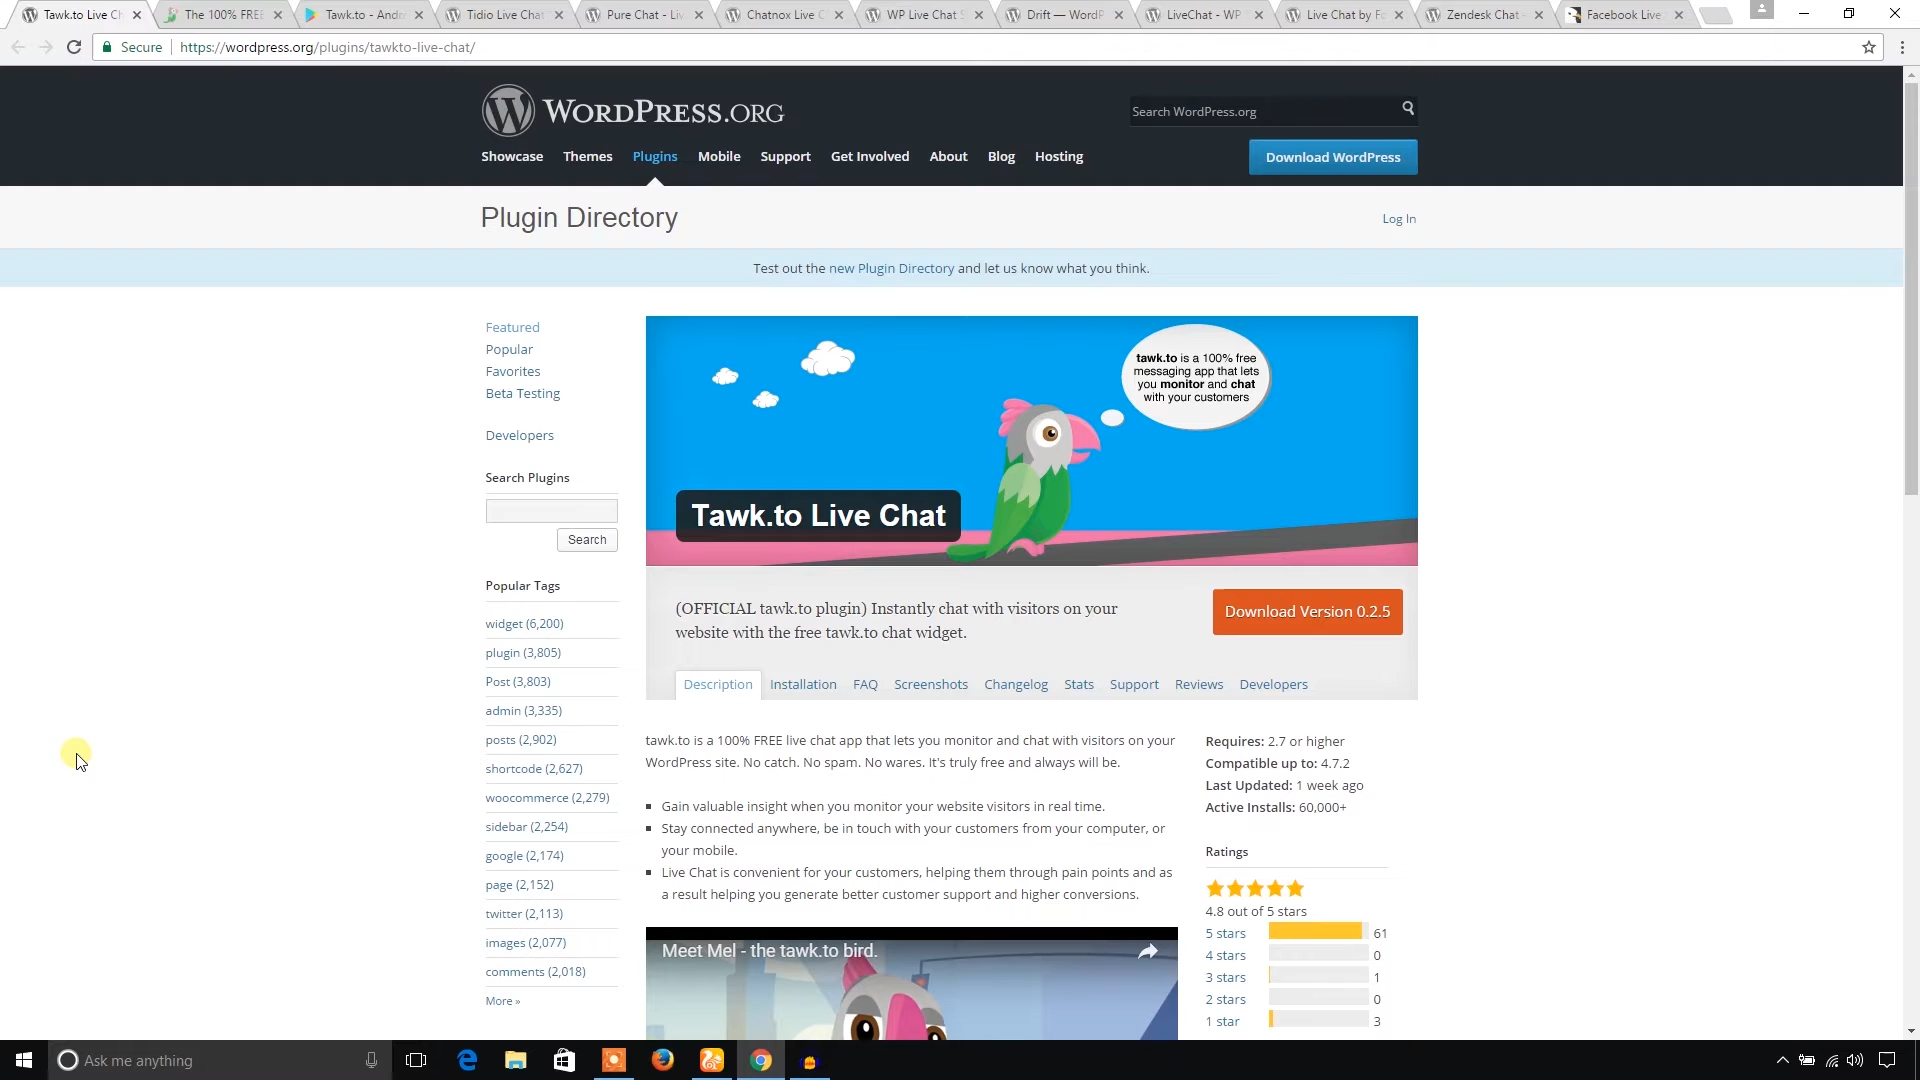 Tawk.to Live Ch
The 100% FREE
Tawk.to - Andr
Tidio Live Chat
Pure Chat - Liv
Chatnox Live C
WP Live Chat S
Drift — WordP
LiveChat - WP
Live Chat by Fo
Zendesk Chat
Facebook Live
Secure
https://wordpress.org/plugins/tawkto-live-chat/
WORDPRESS.ORG
Search WordPress.org
Showcase Themes Plugins Mobile Support Get Involved About Blog Hosting
Download WordPress
Plugin Directory
Log In
Test out the new Plugin Directory and let us know what you think.
Featured
Popular
Favorites
Beta Testing
Developers
Search Plugins
Search
Popular Tags
widget (6,200)
plugin (3,805)
Post (3,803)
admin (3,335)
posts (2,902)
shortcode (2,627)
woocommerce (2,279)
sidebar (2,254)
google (2,174)
page (2,152)
twitter (2,113)
images (2,077)
comments (2,018)
More »
tawk.to is a 100% free
messaging app that lets
you monitor and chat
with your customers
Tawk.to Live Chat
(OFFICIAL tawk.to plugin) Instantly chat with visitors on your
website with the free tawk.to chat widget.
Download Version 0.2.5
Description Installation FAQ Screenshots Changelog Stats Support Reviews Developers
tawk.to is a 100% FREE live chat app that lets you monitor and chat with visitors on your
WordPress site. No catch. No spam. No wares. It's truly free and always will be.
Gain valuable insight when you monitor your website visitors in real time.
Stay connected anywhere, be in touch with your customers from your computer, or
your mobile.
Live Chat is convenient for your customers, helping them through pain points and as
a result helping you generate better customer support and higher conversions.
Meet Mel - the tawk.to bird.
Requires: 2.7 or higher
Compatible up to: 4.7.2
Last Updated: 1 week ago
Active Installs: 60,000+
Ratings
4.8 out of 5 stars
5 stars 61
4 stars 0
3 stars 1
2 stars 0
1 star 3
Ask me anything